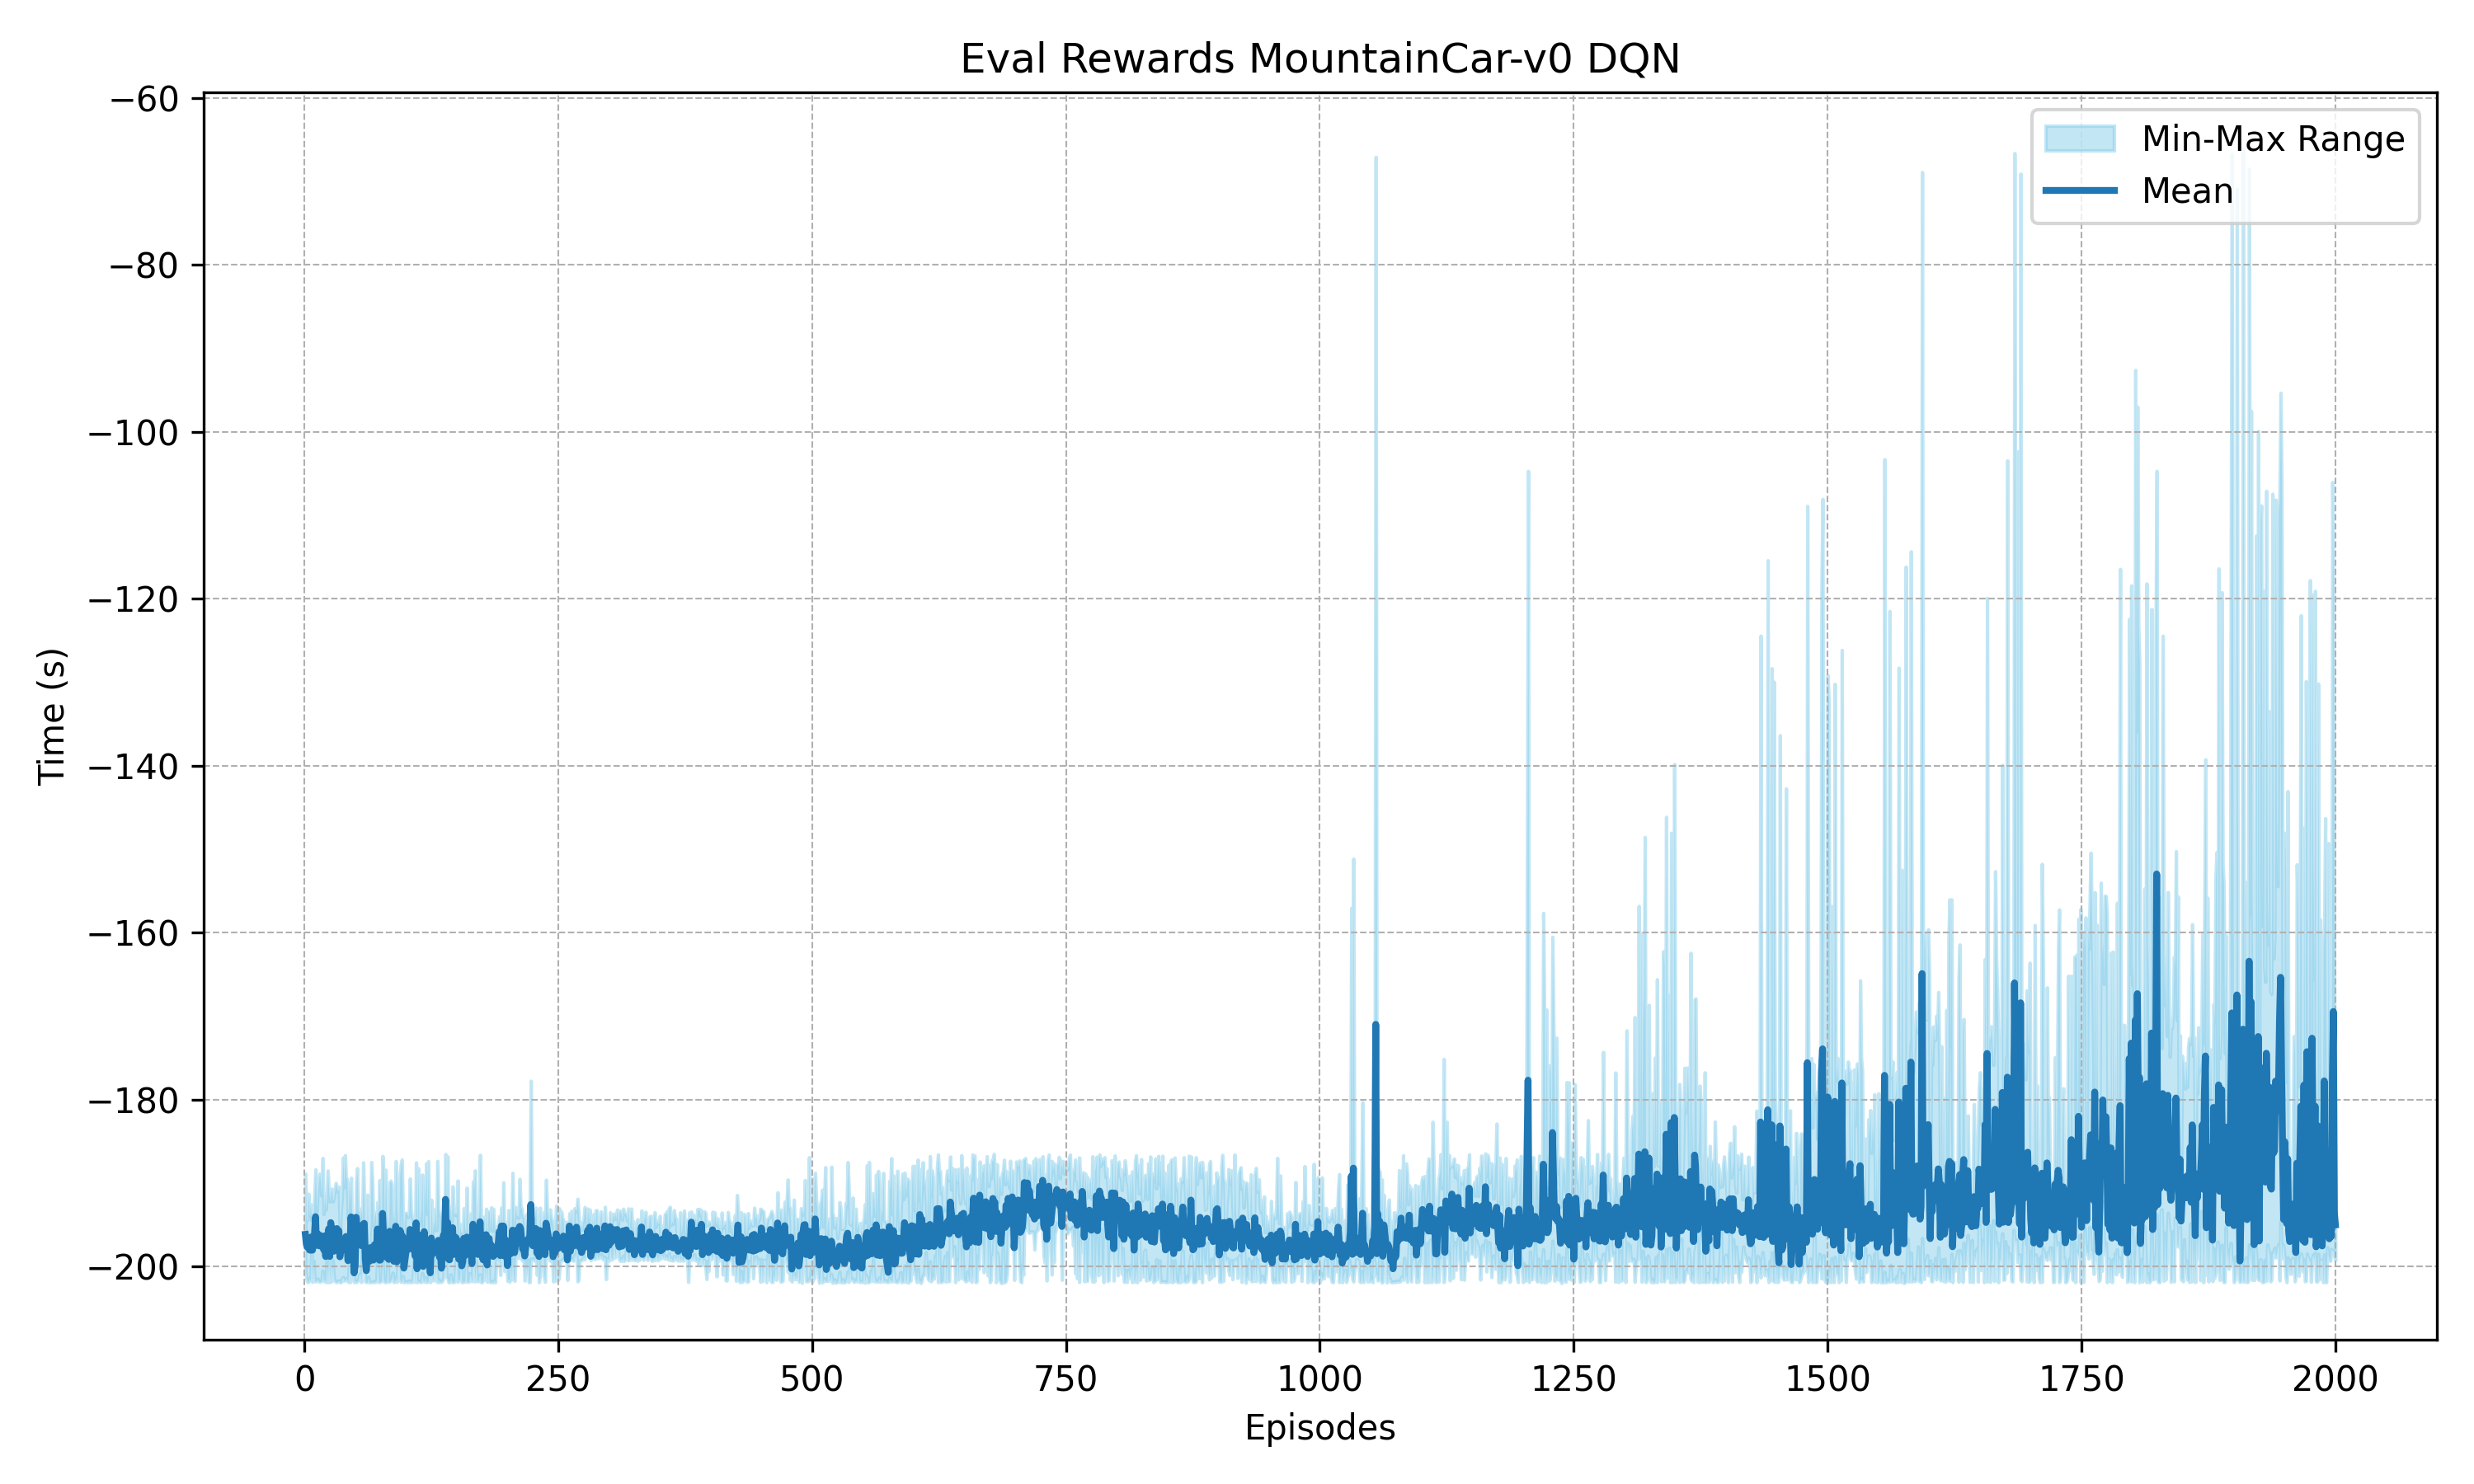 Eval Rewards MountainCar-v0 DQN
Min-Max Range
Mean
Time (s)
−60
−80
−100
−120
−140
−160
−180
−200
0 250 500 750 1000 1250 1500 1750 2000
Episodes